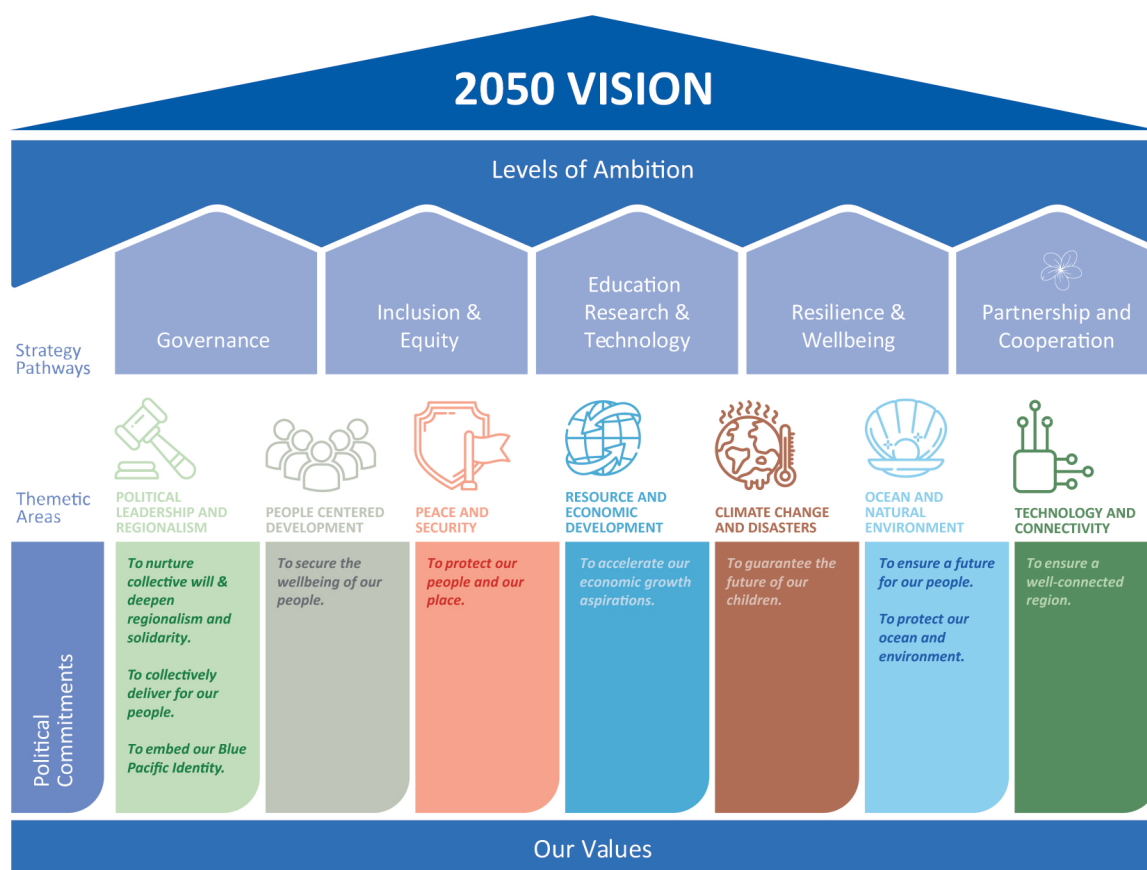 2050 VISION
Levels of Ambition
Strategy
Pathways
Governance
Inclusion &
Equity
Education
Research &
Technology
Resilience &
Wellbeing
Partnership and
Cooperation
Themetic
Areas
POLITICAL
LEADERSHIP AND
REGIONALISM
PEOPLE CENTERED
DEVELOPMENT
PEACE AND
SECURITY
RESOURCE AND
ECONOMIC
DEVELOPMENT
CLIMATE CHANGE
AND DISASTERS
OCEAN AND
NATURAL
ENVIRONMENT
TECHNOLOGY AND
CONNECTIVITY
Political
Commitments
To nurture
collective will &
deepen
regionalism and
solidarity.
To collectively
deliver for our
people.
To embed our Blue
Pacific Identity.
To secure the
wellbeing of our
people.
To protect our
people and our
place.
To accelerate our
economic growth
aspirations.
To guarantee the
future of our
children.
To ensure a future
for our people.
To protect our
ocean and
environment.
To ensure a
well-connected
region.
Our Values